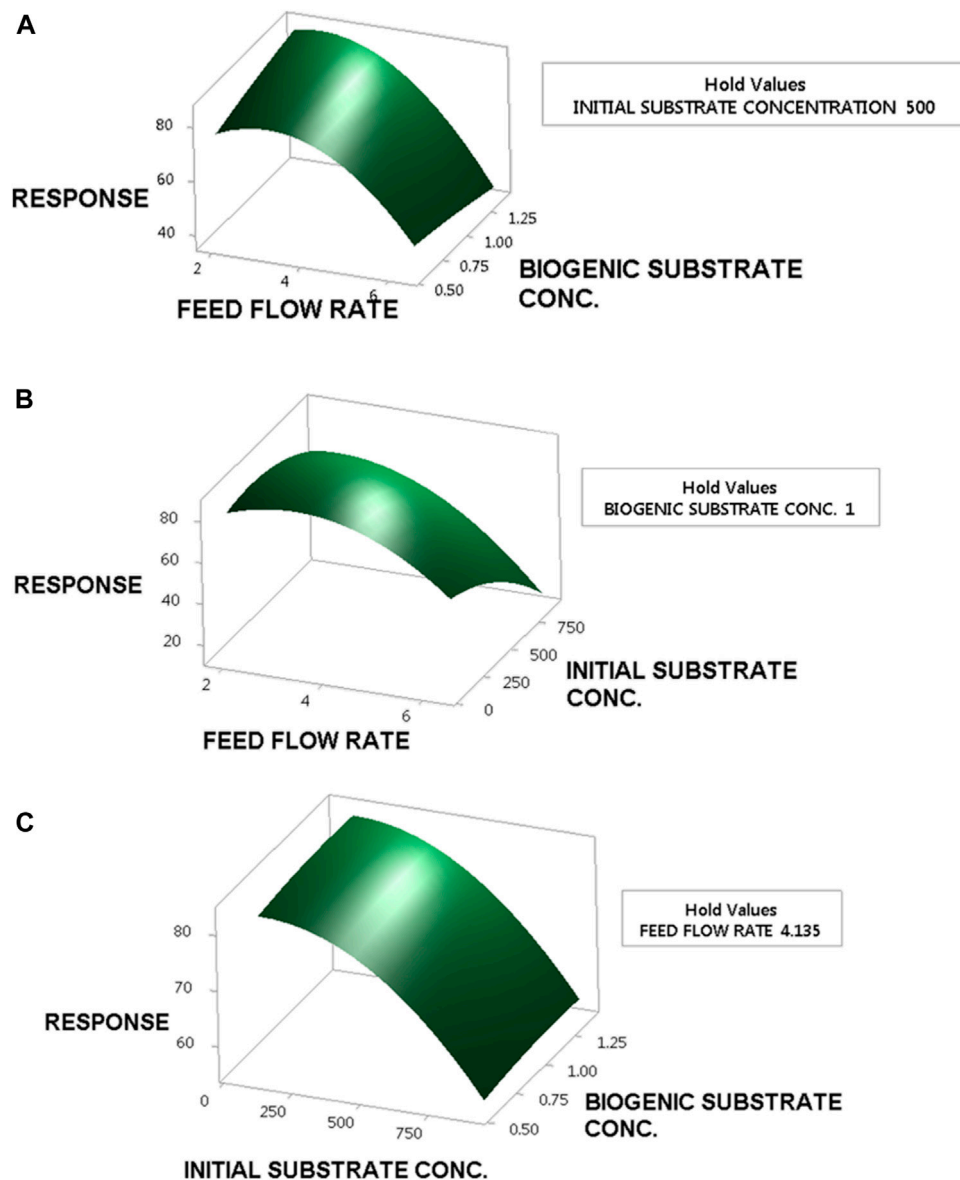 A
Hold Values
INITIAL SUBSTRATE CONCENTRATION 500
80
60
40
RESPONSE
2
4
6
FEED FLOW RATE
0.50
0.75
1.00
1.25
BIOGENIC SUBSTRATE
CONC.
B
Hold Values
BIOGENIC SUBSTRATE CONC. 1
80
60
40
20
RESPONSE
2
4
6
FEED FLOW RATE
0
250
500
750
INITIAL SUBSTRATE
CONC.
C
Hold Values
FEED FLOW RATE 4.135
80
70
60
RESPONSE
0
250
500
750
INITIAL SUBSTRATE CONC.
0.50
0.75
1.00
1.25
BIOGENIC SUBSTRATE
CONC.